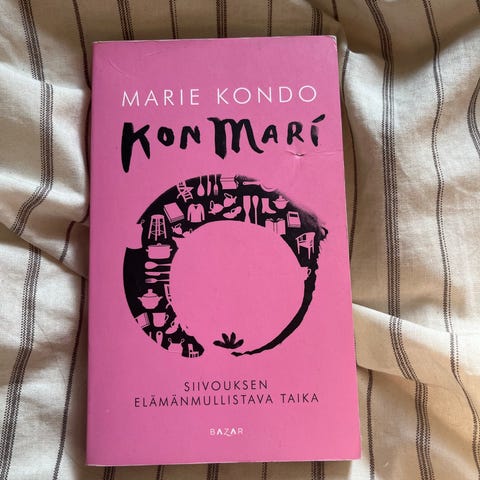 MARIE KONDO
KONMARÍ
SIIVOUKSEN
ELÄMÄNMULLISTAVA TAIKA
BAZAR